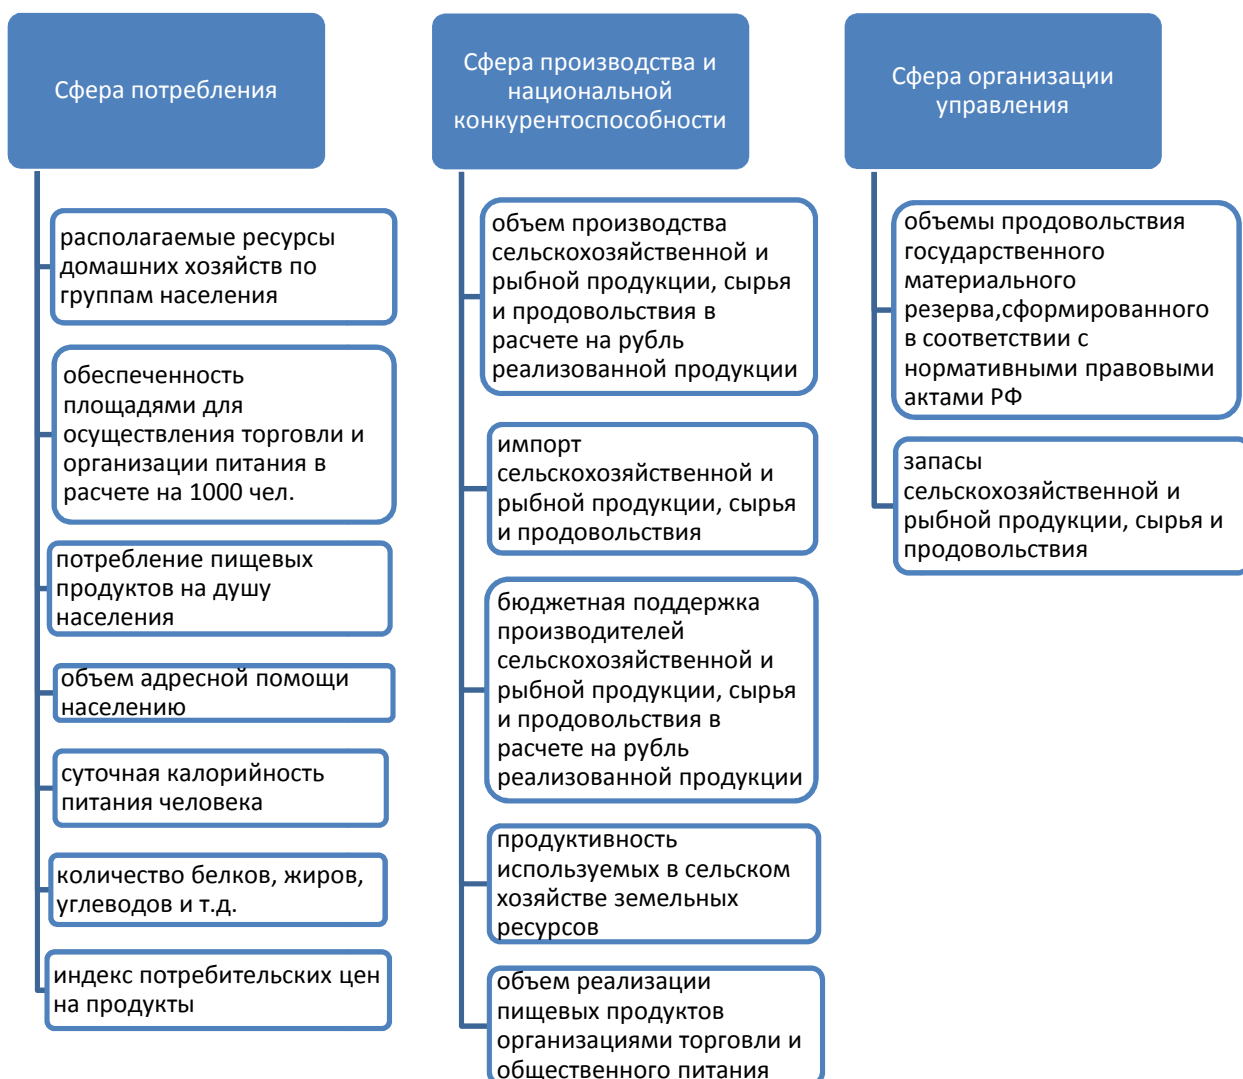 Сфера потребления
располагаемые ресурсы
домашних хозяйств по
группам населения
обеспеченность
площадями для
осуществления торговли и
организации питания в
расчете на 1000 чел.
потребление пищевых
продуктов на душу
населения
объем адресной помощи
населению
суточная калорийность
питания человека
количество белков, жиров,
углеводов и т.д.
индекс потребительских цен
на продукты
Сфера производства и
национальной
конкурентоспособности
объем производства
сельскохозяйственной и
рыбной продукции, сырья
и продовольствия в
расчете на рубль
реализованной продукции
импорт
сельскохозяйственной и
рыбной продукции, сырья
и продовольствия
бюджетная поддержка
производителей
сельскохозяйственной и
рыбной продукции, сырья
и продовольствия в
расчете на рубль
реализованной продукции
продуктивность
используемых в сельском
хозяйстве земельных
ресурсов
объем реализации
пищевых продуктов
организациями торговли и
общественного питания
Сфера организации
управления
объемы продовольствия
государственного
материального
резерва,сформированного
в соответствии с
нормативными правовыми
актами РФ
запасы
сельскохозяйственной и
рыбной продукции, сырья и
продовольствия